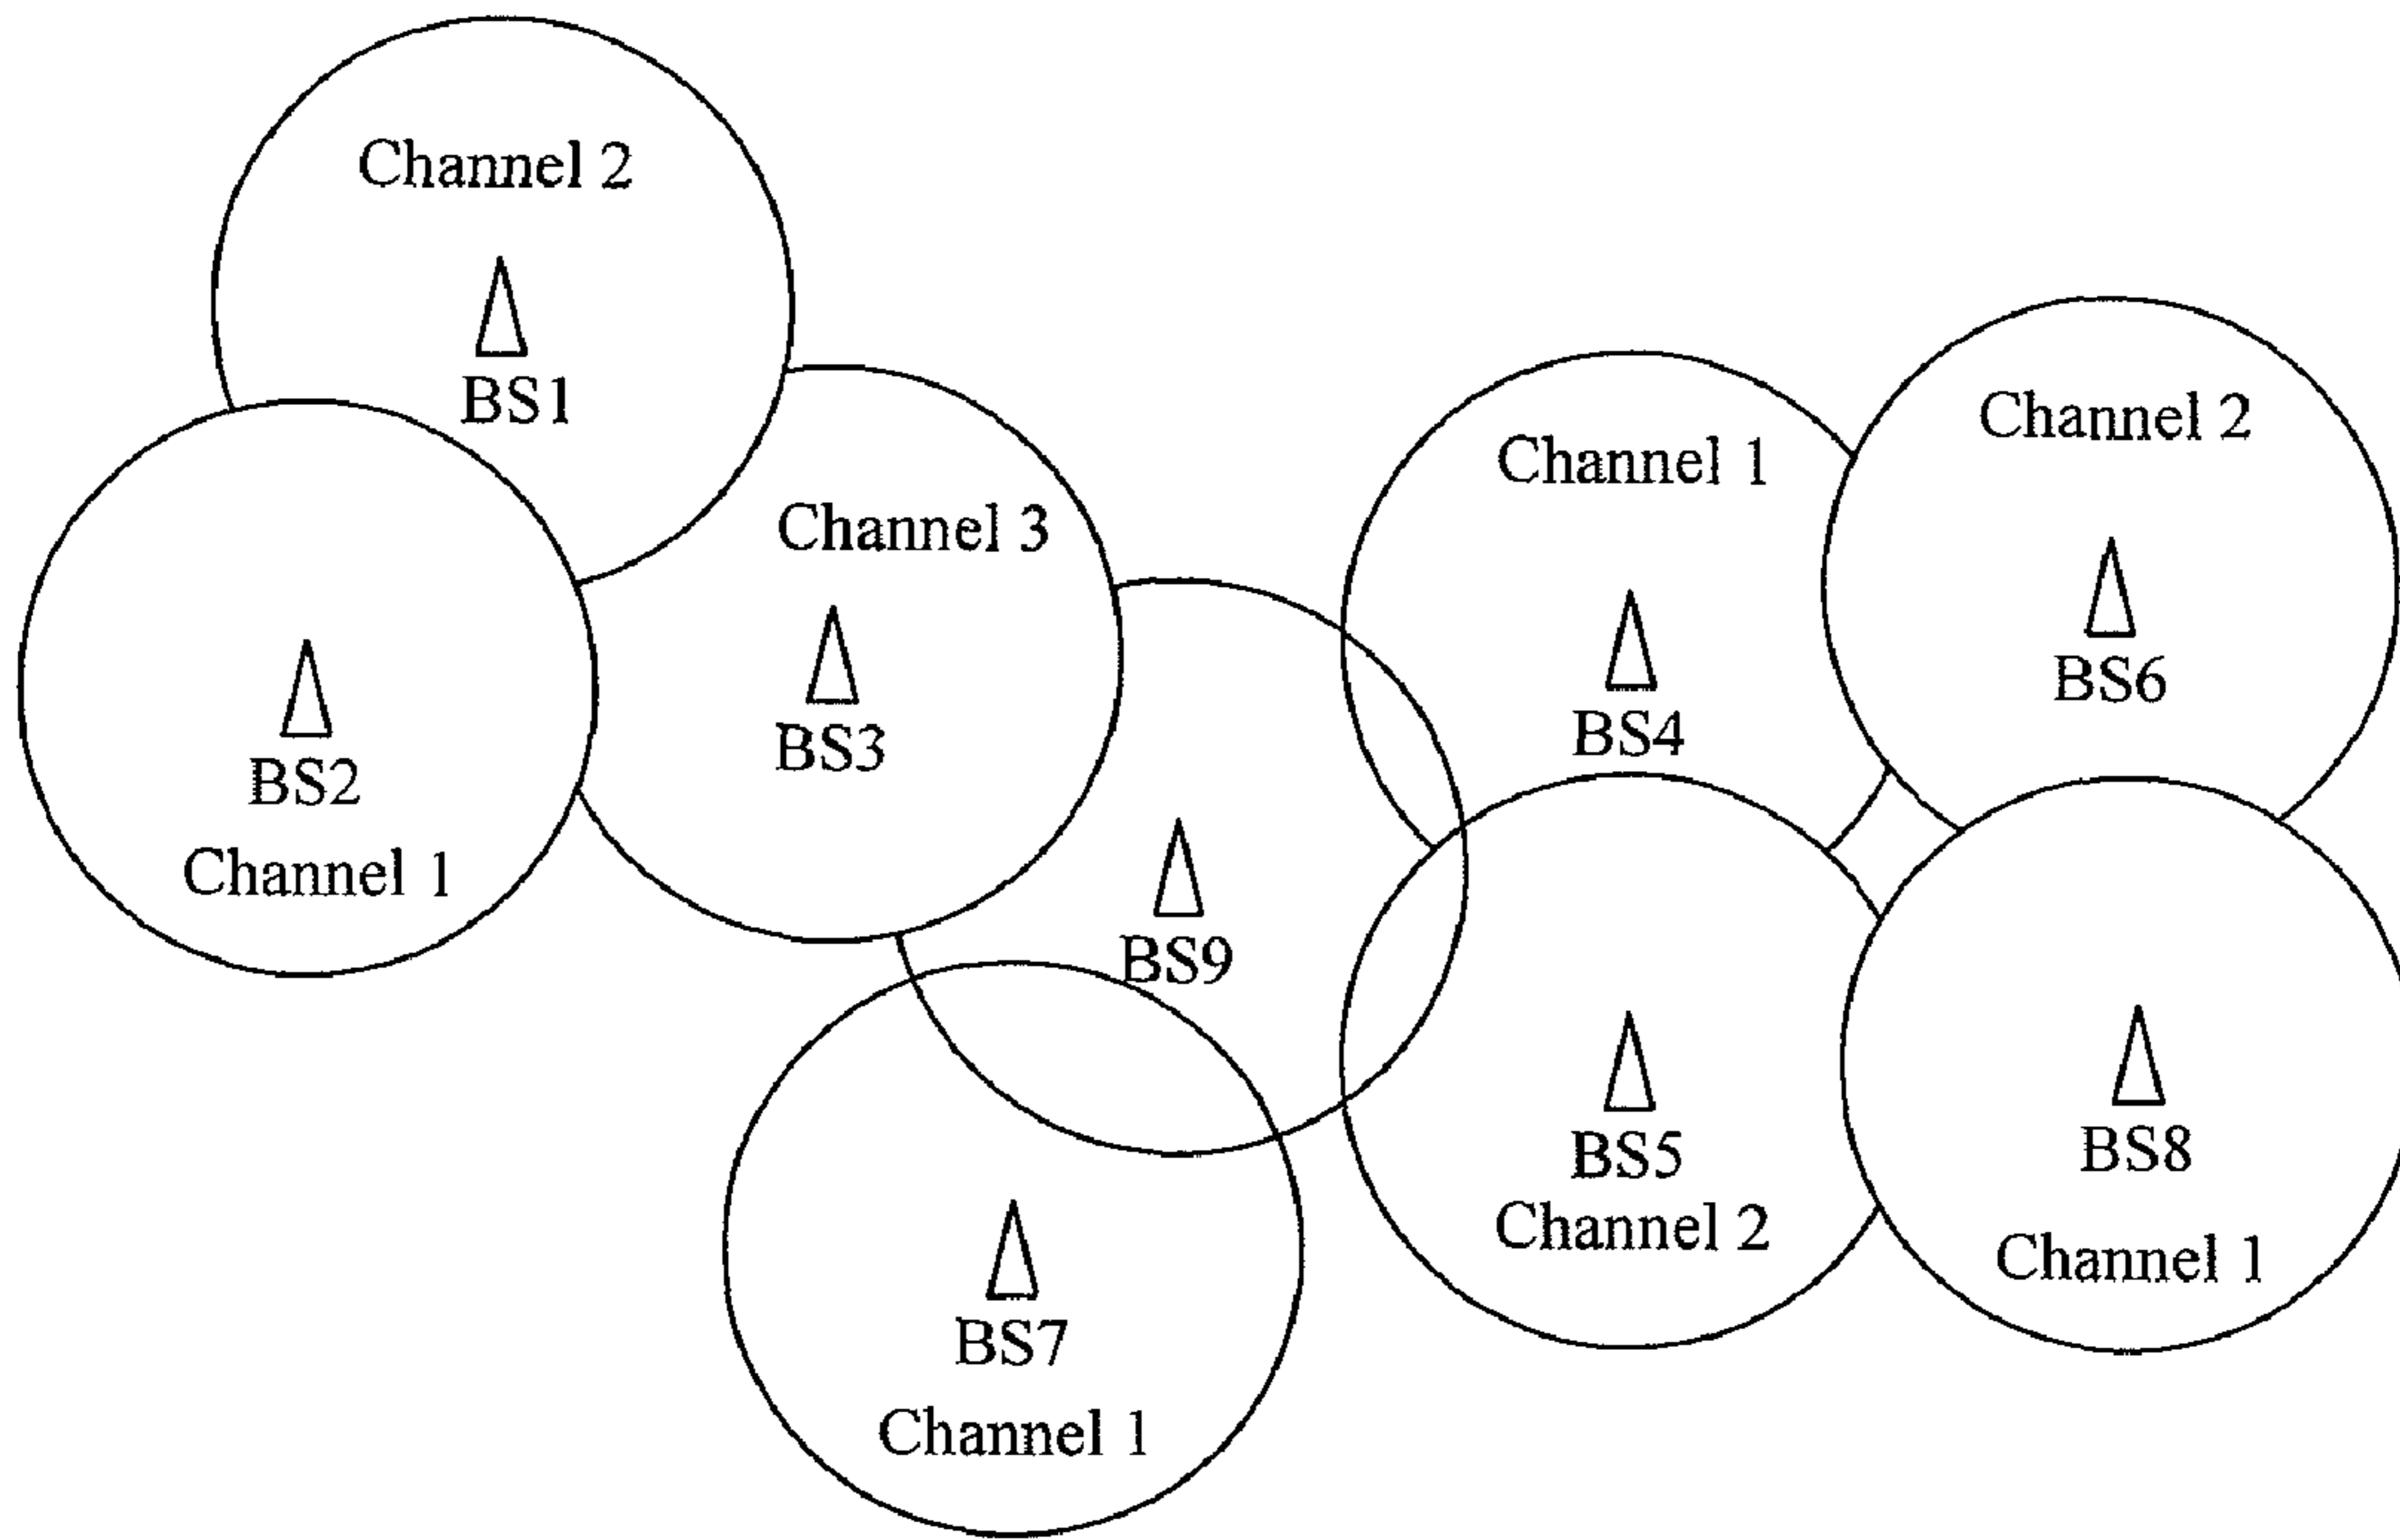 Channel 2
BS1
Channel 3
BS3
BS2
Channel 1
Channel 1
BS4
Channel 2
BS6
BS9
BS5
Channel 2
BS8
Channel 1
BS7
Channel 1